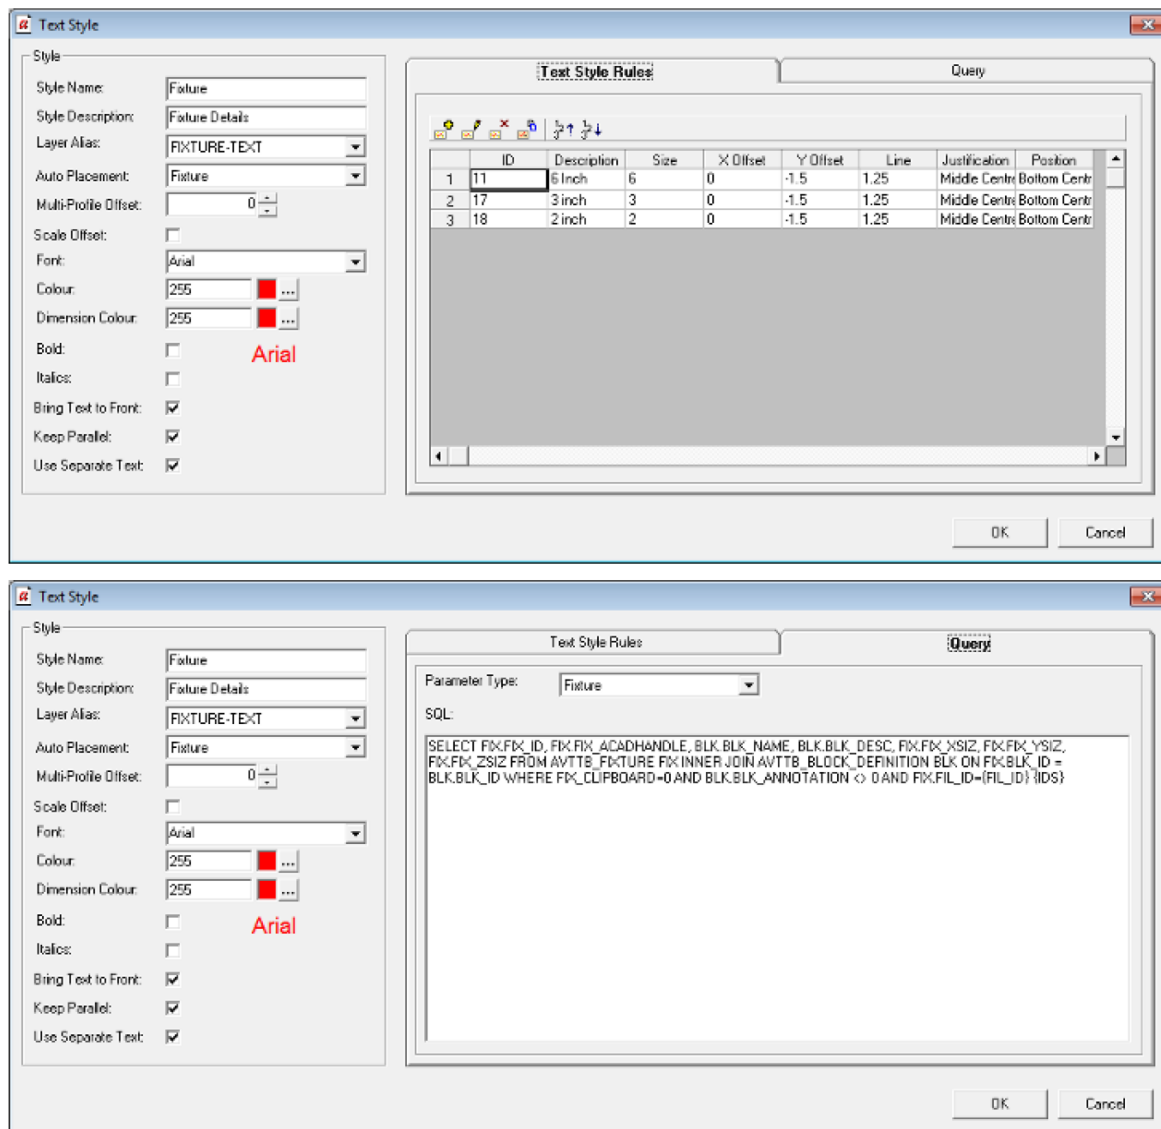 Text Style
Style
Style Name: Fixture
Style Description: Fixture Details
Layer Alias: FIXTURE-TEXT
Auto Placement: Fixture
Multi-Profile Offset: 0
Scale Offset:
Font: Arial
Colour: 255 ...
Dimension Colour: 255 ...
Bold:
Arial
Italics:
Bring Text to Front:
Keep Parallel:
Use Separate Text:
Text Style Rules Query
ID Description Size X Offset Y Offset Line Justification Position
1 11 6 Inch 6 0 -1.5 1.25 Middle Centre Bottom Centr
2 17 3 inch 3 0 -1.5 1.25 Middle Centre Bottom Centr
3 18 2 inch 2 0 -1.5 1.25 Middle Centre Bottom Centr
OK Cancel
Text Style
Style
Style Name: Fixture
Style Description: Fixture Details
Layer Alias: FIXTURE-TEXT
Auto Placement: Fixture
Multi-Profile Offset: 0
Scale Offset:
Font: Arial
Colour: 255 ...
Dimension Colour: 255 ...
Bold:
Arial
Italics:
Bring Text to Front:
Keep Parallel:
Use Separate Text:
Text Style Rules Query
Parameter Type: Fixture
SQL:
SELECT FIX.FIX_ID, FIX.FIX_ACADHANDLE, BLK.BLK_NAME, BLK.BLK_DESC, FIX.FIX_XSIZ, FIX.FIX_YSIZ,
FIX.FIX_ZSIZ FROM AVTTB_FIXTURE FIX INNER JOIN AVTTB_BLOCK_DEFINITION BLK ON FIX.BLK_ID =
BLK.BLK_ID WHERE FIX_CLIPBOARD=0 AND BLK.BLK_ANNOTATION <> 0 AND FIX.FIL_ID={FIL_ID} {IDS}
OK Cancel